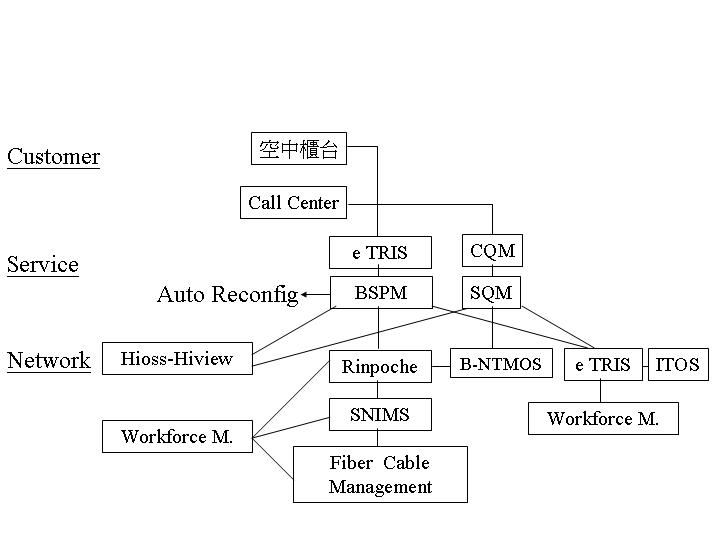 空中櫃台
Customer
Call Center
e TRIS
CQM
Service
Auto Reconfig
BSPM
SQM
Network
Hioss-Hiview
Rinpoche
B-NTMOS
e TRIS
ITOS
SNIMS
Workforce M.
Workforce M.
Fiber Cable
Management